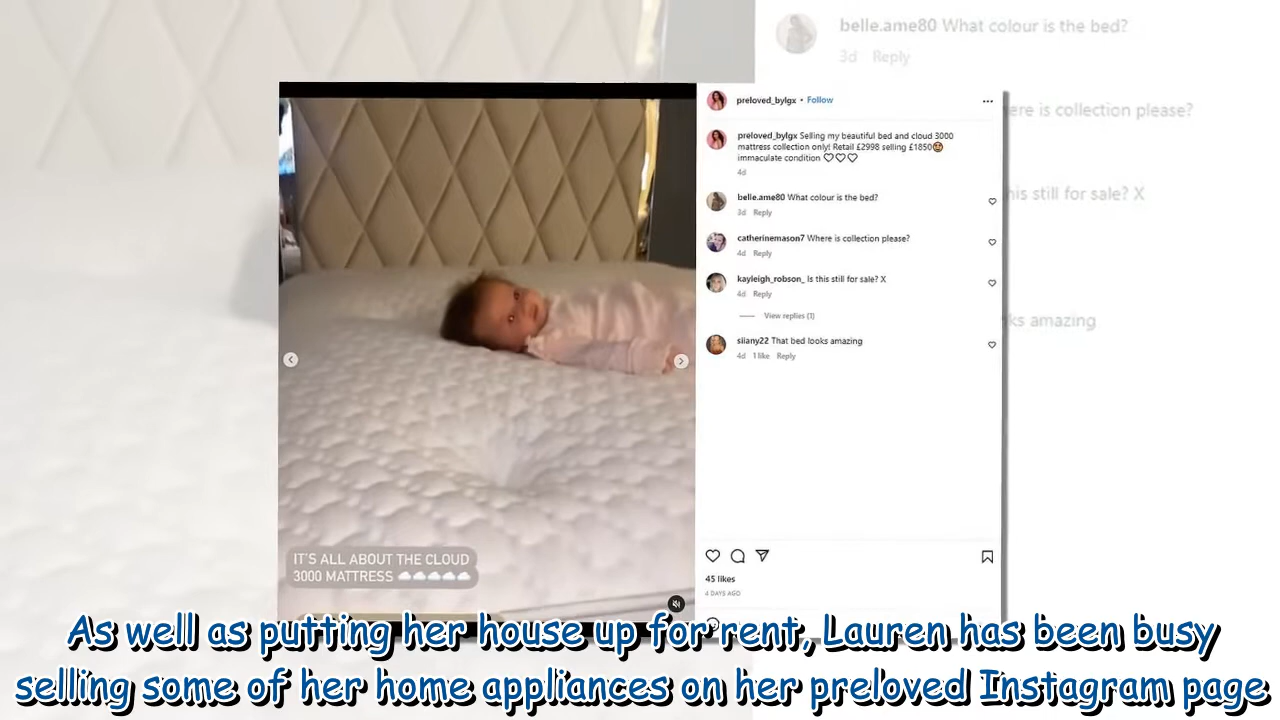 belle.ame80 What colour is the bed?
3d Reply
ere is collection please?
his still for sale? X
ks amazing
preloved_bylgx • Follow
preloved_bylgx Selling my beautiful bed and cloud 3000
mattress collection only! Retail £2998 selling £1850🤩
immaculate condition 🤍🤍🤍
4d
belle.ame80 What colour is the bed?
3d Reply
catherinemason7 Where is collection please?
4d Reply
kayleigh_robson_ Is this still for sale? X
4d Reply
View replies (1)
siiany22 That bed looks amazing
4d 1 like Reply
IT'S ALL ABOUT THE CLOUD
3000 MATTRESS ☁️☁️☁️☁️☁️
45 likes
4 DAYS AGO
As well as putting her house up for rent, Lauren has been busy
selling some of her home appliances on her preloved Instagram page